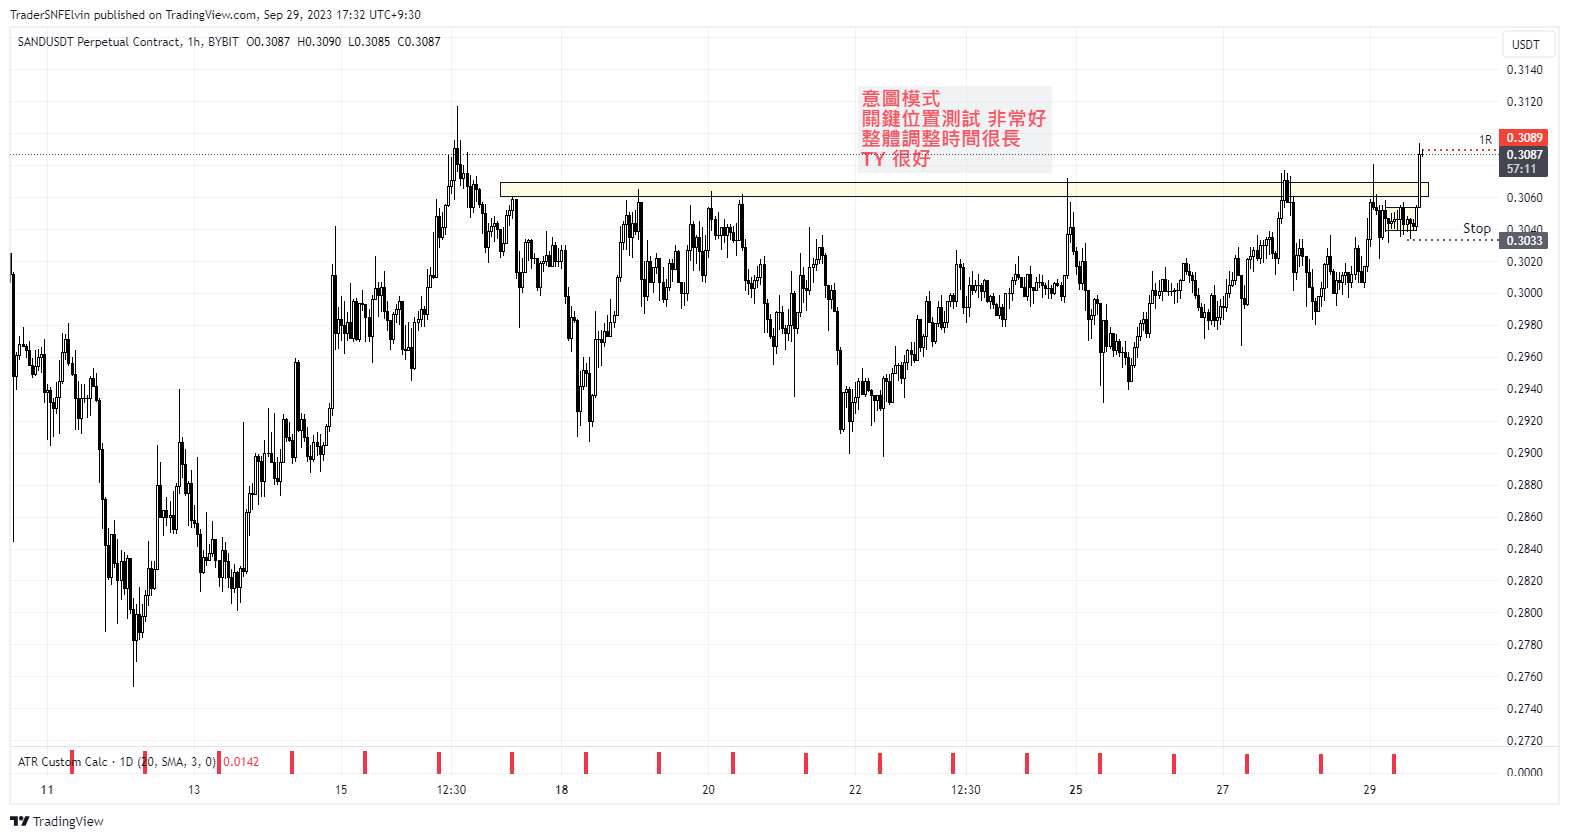 TraderSNFElvin published on TradingView.com, Sep 29, 2023 17:32 UTC+9:30
SANDUSDT Perpetual Contract, 1h, BYBIT O0.3087 H0.3090 L0.3085 C0.3087
USDT
意圖模式
關鍵位置測試 非常好
整體調整時間很長
TY 很好
0.3140
0.3120
1R 0.3089
0.3087
57:11
0.3060
0.3040
Stop 0.3033
0.3020
0.3000
0.2980
0.2960
0.2940
0.2920
0.2900
0.2880
0.2860
0.2840
0.2820
0.2800
0.2780
0.2760
0.2740
0.2720
ATR Custom Calc · 1D (20, SMA, 3, 0) 0.0142
0.0000
11 13 15 12:30 18 20 22 12:30 25 27 29
TradingView